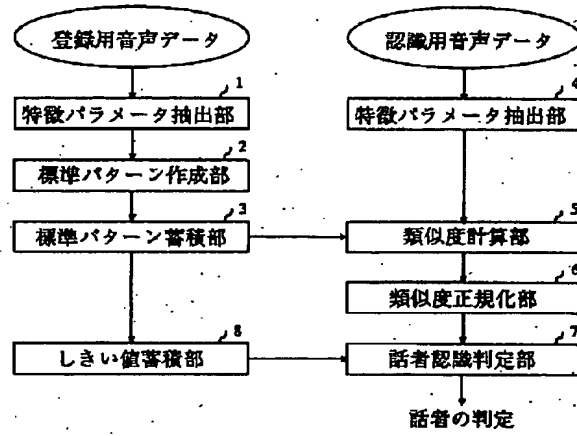 登録用音声データ
認識用音声データ
1
特徴パラメータ抽出部
4
特徴パラメータ抽出部
2
標準パターン作成部
3
標準パターン蓄積部
5
類似度計算部
6
類似度正規化部
8
しきい値蓄積部
7
話者認識判定部
話者の判定